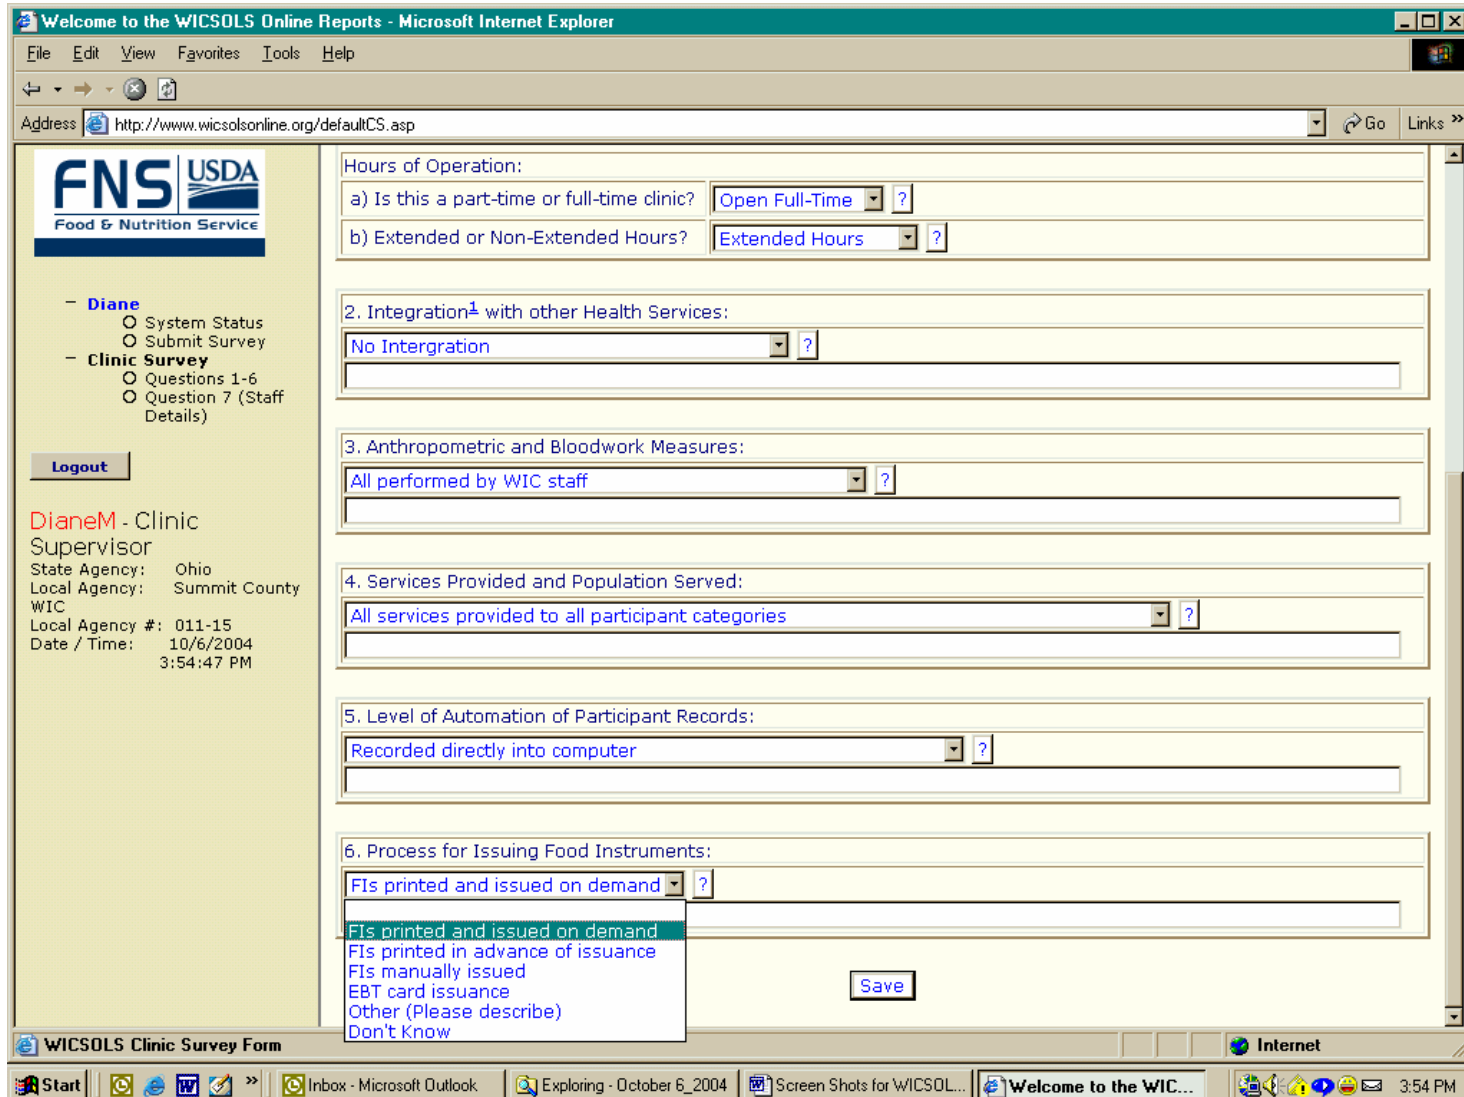 Welcome to the WICSOLS Online Reports - Microsoft Internet Explorer
File Edit View Favorites Tools Help
Address http://www.wicsolsonline.org/defaultCS.asp Go Links »
FNS USDA
Food & Nutrition Service
– Diane
System Status
Submit Survey
– Clinic Survey
Questions 1-6
Question 7 (Staff
Details)
Logout
DianeM - Clinic
Supervisor
State Agency: Ohio
Local Agency: Summit County
WIC
Local Agency #: 011-15
Date / Time: 10/6/2004
3:54:47 PM
Hours of Operation:
a) Is this a part-time or full-time clinic? Open Full-Time ?
b) Extended or Non-Extended Hours? Extended Hours ?
2. Integration1 with other Health Services:
No Intergration ?
3. Anthropometric and Bloodwork Measures:
All performed by WIC staff ?
4. Services Provided and Population Served:
All services provided to all participant categories ?
5. Level of Automation of Participant Records:
Recorded directly into computer ?
6. Process for Issuing Food Instruments:
FIs printed and issued on demand ?
FIs printed and issued on demand
FIs printed in advance of issuance
FIs manually issued
EBT card issuance
Other (Please describe)
Don't Know
Save
WICSOLS Clinic Survey Form Internet
Start » Inbox - Microsoft Outlook Exploring - October 6_2004 Screen Shots for WICSOL... Welcome to the WIC... 3:54 PM